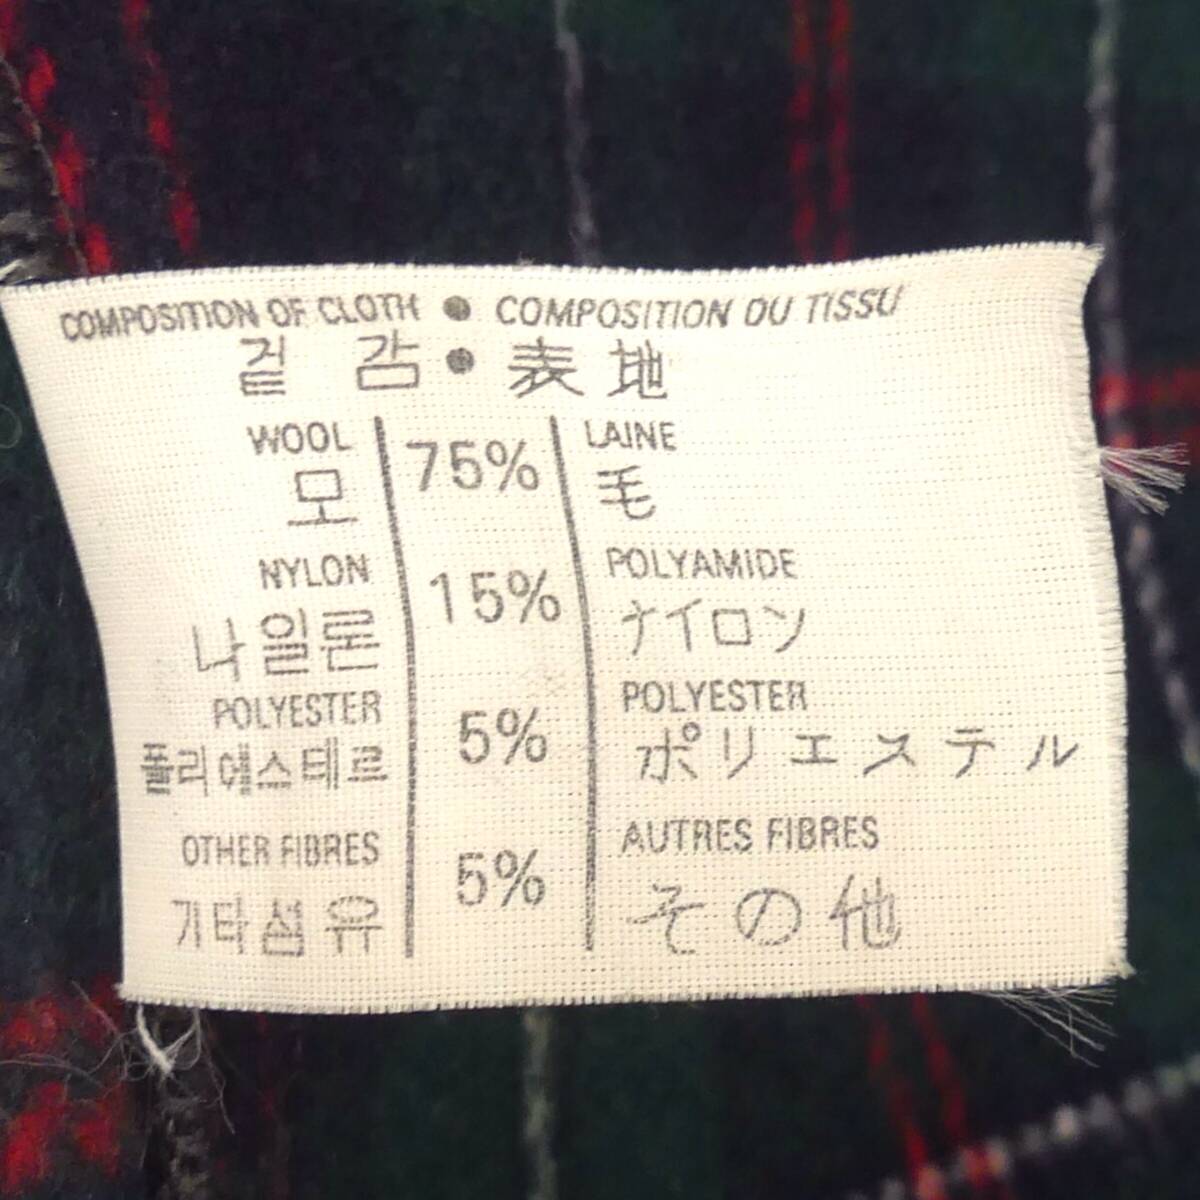 COMPOSITION OF CLOTH • COMPOSITION DU TISSU
겉 감 • 表 地
WOOL 75% LAINE
모 毛
NYLON 15% POLYAMIDE
나일론 ナイロン
POLYESTER 5% POLYESTER
폴리에스테르 ポリエステル
OTHER FIBRES 5% AUTRES FIBRES
기타섬유 その他